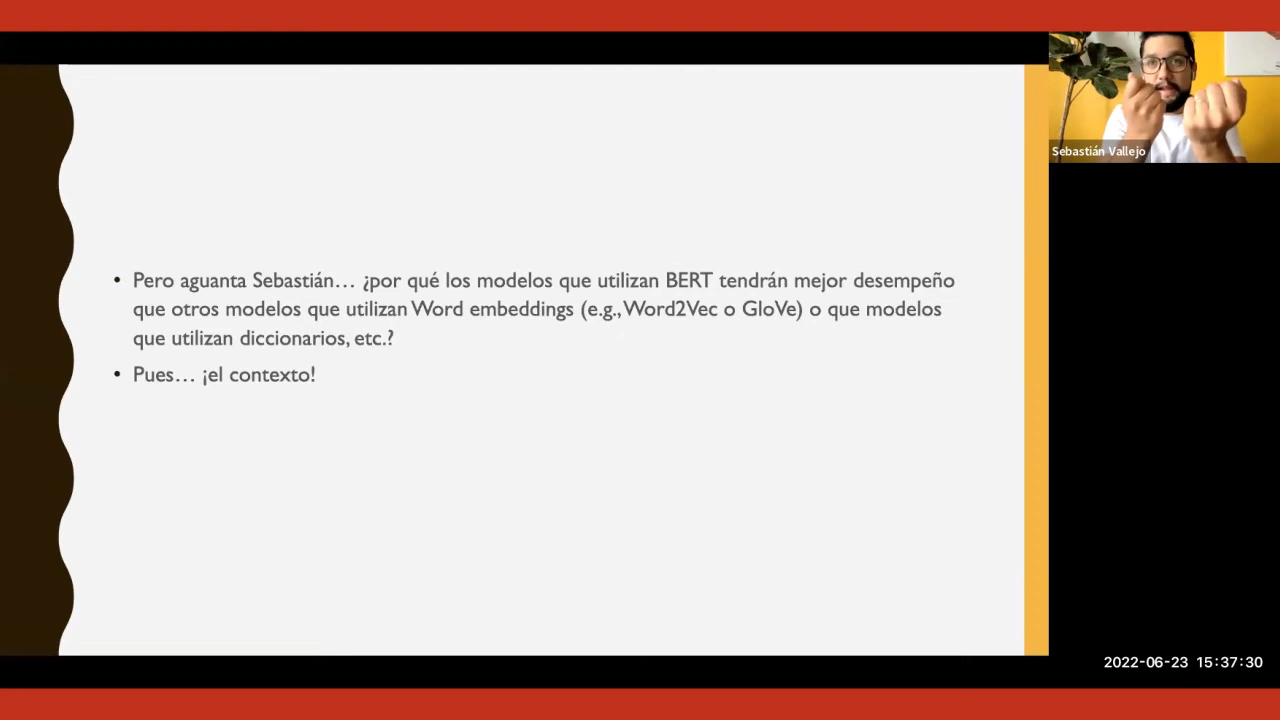 • Pero aguanta Sebastián… ¿por qué los modelos que utilizan BERT tendrán mejor desempeño
que otros modelos que utilizan Word embeddings (e.g., Word2Vec o GloVe) o que modelos
que utilizan diccionarios, etc.?
• Pues… ¡el contexto!
Sebastián Vallejo
2022-06-23 15:37:30